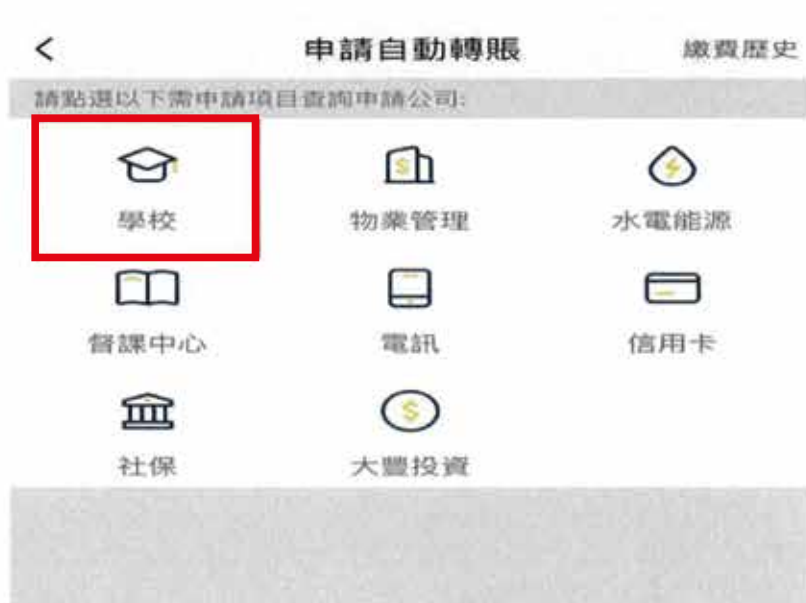 申請自動轉賬
繳費歷史
請點選以下需申請項目查詢申請公司:
學校
物業管理
水電能源
督課中心
電訊
信用卡
社保
大豐投資